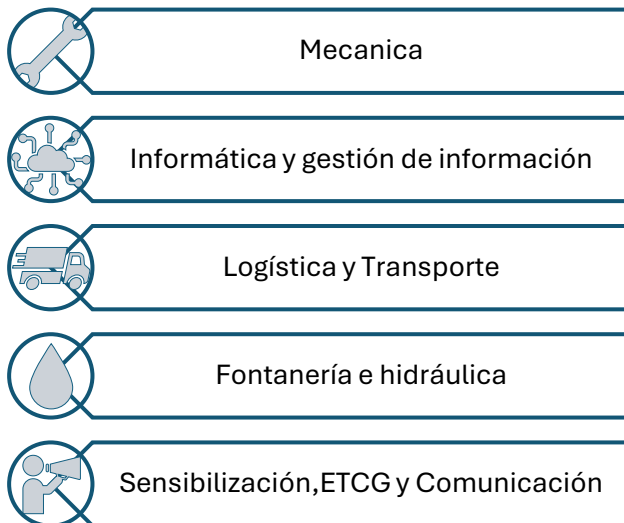 Mecanica
Informática y gestión de información
Logística y Transporte
Fontanería e hidráulica
Sensibilización,ETCG y Comunicación